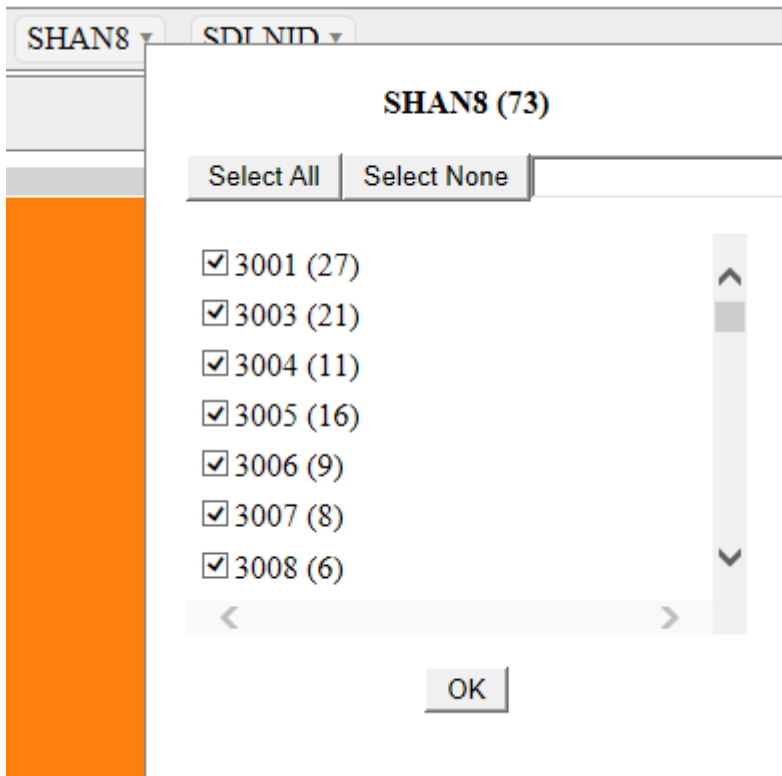 SHAN8 SDLNID
SHAN8 (73)
Select All Select None
3001 (27)
3003 (21)
3004 (11)
3005 (16)
3006 (9)
3007 (8)
3008 (6)
OK